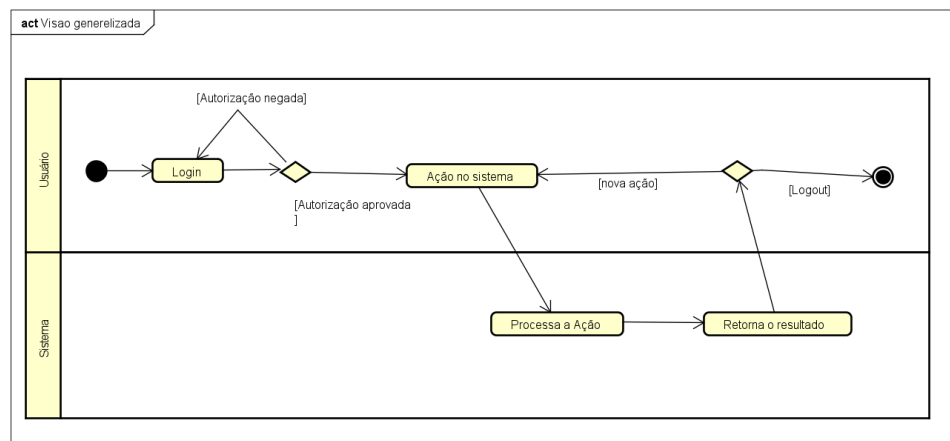 act Visao generelizada
[Autorização negada]
Usuário
Login
Ação no sistema
[nova ação]
[Logout]
[Autorização aprovada
]
Sistema
Processa a Ação
Retorna o resultado